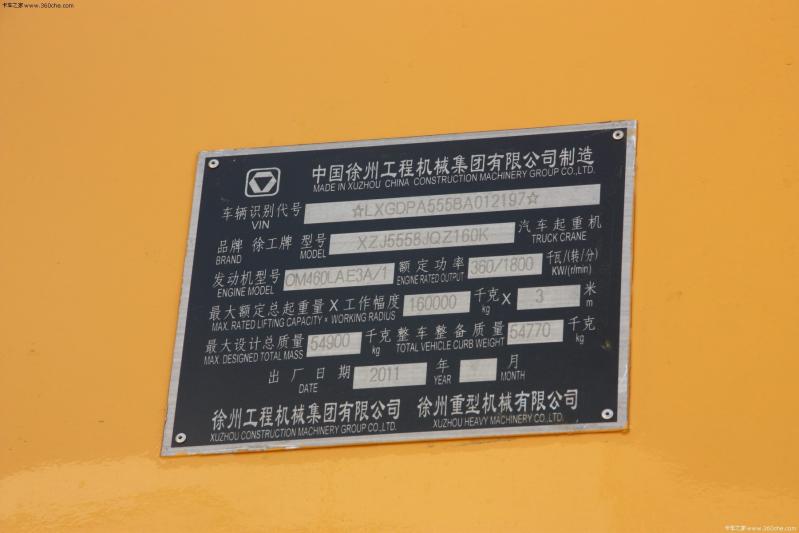 卡车之家 www.360che.com
中国徐州工程机械集团有限公司制造
MADE IN XUZHOU CHINA CONSTRUCTION MACHINERY GROUP CO.,LTD.
车辆识别代号 VIN ☆LXGDPA555BA012197☆
品牌 BRAND 徐工牌 型号 MODEL XZJ5558JQZ160K 汽车起重机 TRUCK CRANE
发动机型号 ENGINE MODEL OM460LAE3A/1 额定功率 ENGINE RATED OUTPUT 360/1800 千瓦/(转/分) KW/(r/min)
最大额定总起重量 X 工作幅度 MAX. RATED LIFTING CAPACITY × WORKING RADIUS 160000 千克 kg X 3 米 m
最大设计总质量 MAX. DESIGNED TOTAL MASS 54900 千克 kg 整车整备质量 TOTAL VEHICLE CURB WEIGHT 54770 千克 kg
出厂日期 DATE 2011 年 YEAR 月 MONTH
徐州工程机械集团有限公司 徐州重型机械有限公司
XUZHOU CONSTRUCTION MACHINERY GROUP CO.,LTD. XUZHOU HEAVY MACHINERY CO.,LTD.
卡车之家 www.360che.com